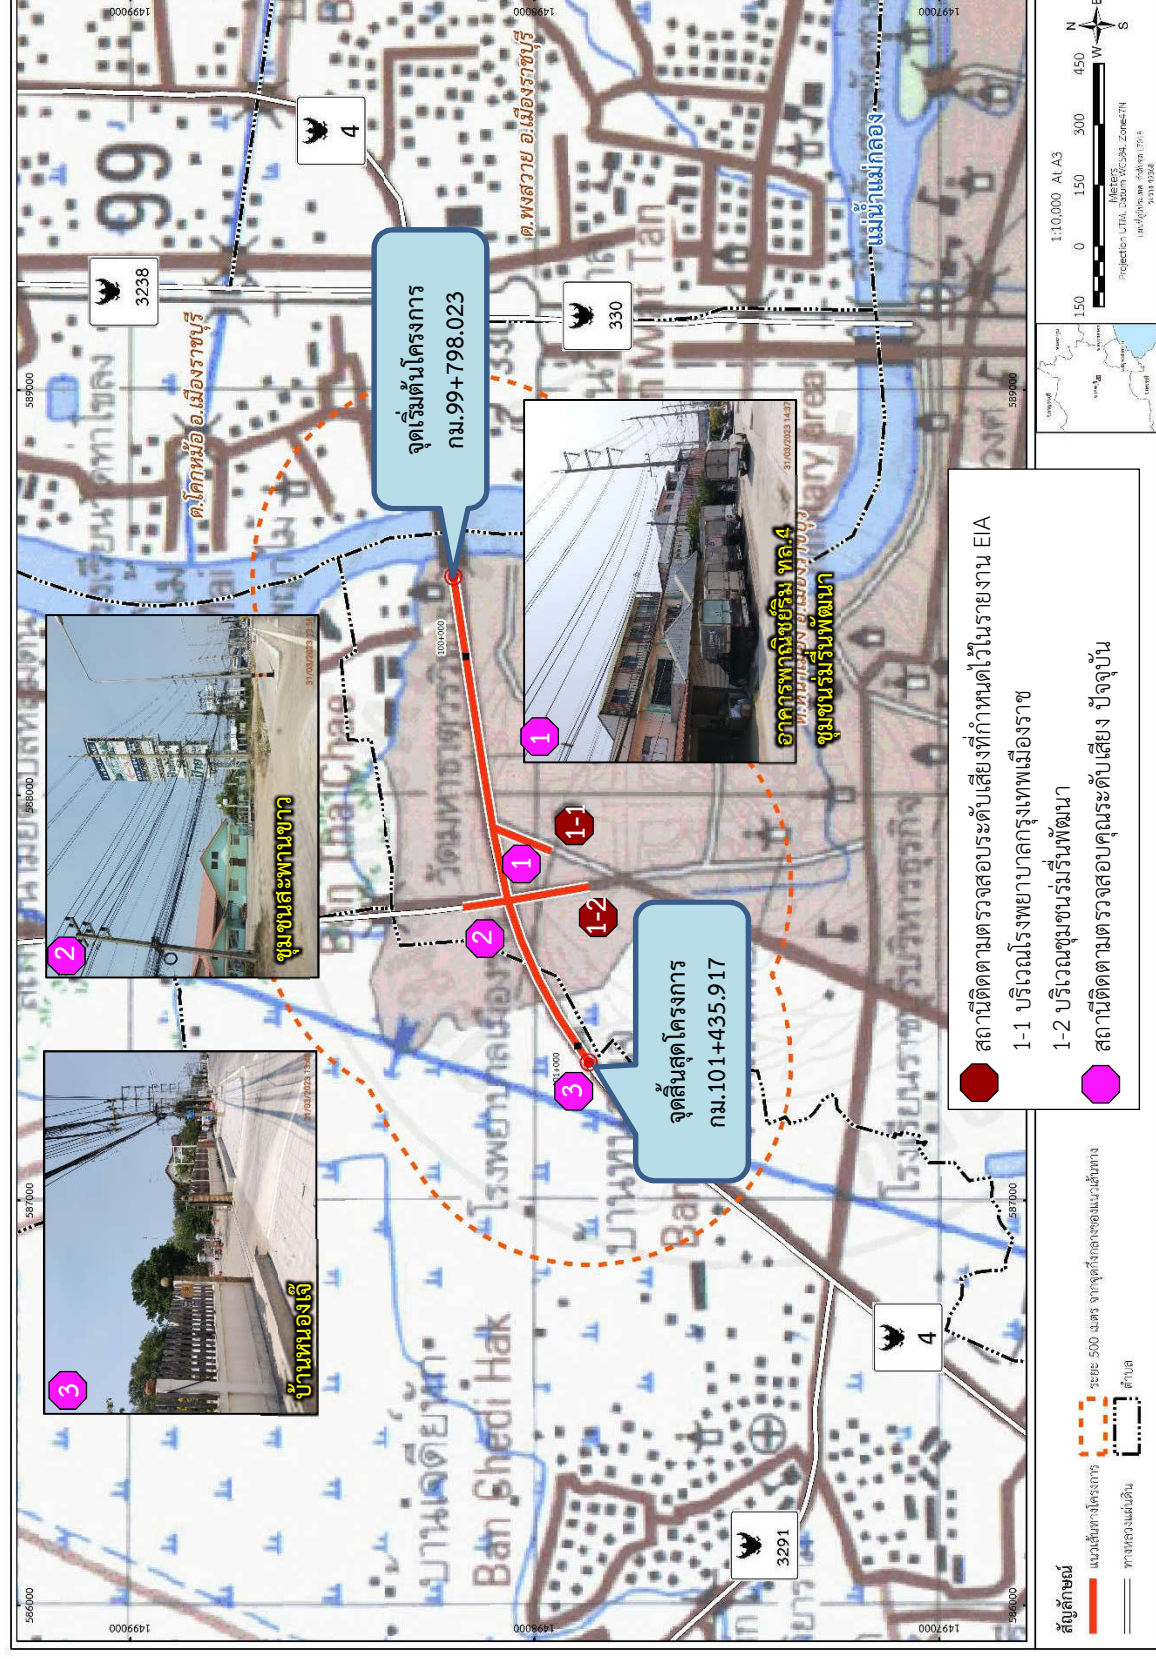 586000
587000
588000
589000
1499000
1498000
1497000
99
3238
4
330
4
3291
ต.โคกหม้อ อ.เมืองราชบุรี
ต.พงสวาย อ.เมืองราชบุรี
แม่น้ำแม่กลอง
จุดเริ่มต้นโครงการ
กม.99+798.023
จุดสิ้นสุดโครงการ
กม.101+435.917
100+000
3
บ้านหนองเจ๊
2
ชุมชนสะพานขาว
31/03/2023
1
อาคารพาณิชย์ริม ทล.4
ชุมชนร่มรื่นพัฒนา
31/03/2023 14:37
1
2
3
1-1
1-2
บ้านเจดีย์หัก
Ban Chedi Hak
สถานีติดตามตรวจสอบระดับเสียงที่กำหนดไว้ในรายงาน EIA
1-1 บริเวณโรงพยาบาลกรุงเทพเมืองราช
1-2 บริเวณชุมชนร่มรื่นพัฒนา
สถานีติดตามตรวจสอบคุณระดับเสียง ปัจจุบัน
สัญลักษณ์
แนวเส้นทางโครงการ
ระยะ 500 เมตร จากจุดกึ่งกลางของแนวเส้นทาง
ทางหลวงแผ่นดิน
ตำบล
1:10,000 At A3
150 0 150 300 450
Meters
Projection UTM, Datum WGS84, Zone47N
N
W
S